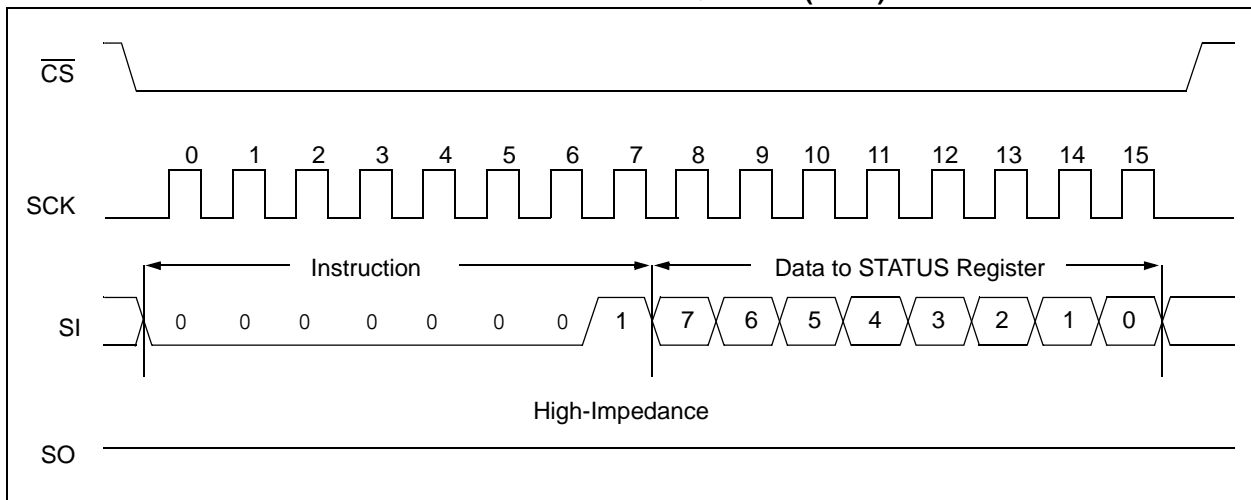 CS
0 1 2 3 4 5 6 7 8 9 10 11 12 13 14 15
SCK
Instruction
Data to STATUS Register
SI
0 0 0 0 0 0 0 1 7 6 5 4 3 2 1 0
High-Impedance
SO